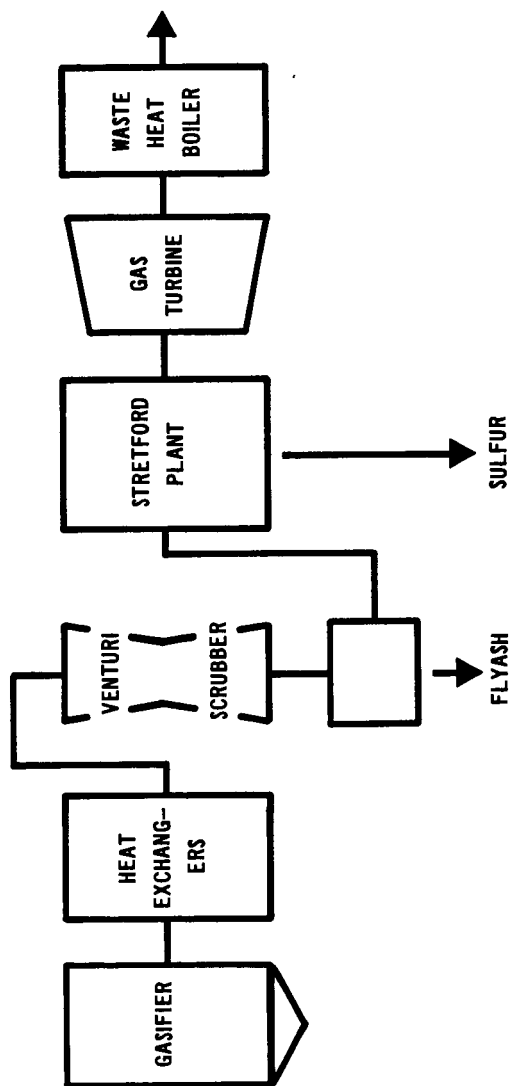 GASIFIER
HEAT
EXCHANG–
ERS
VENTURI
SCRUBBER
FLYASH
STRETFORD
PLANT
SULFUR
GAS
TURBINE
WASTE
HEAT
BOILER